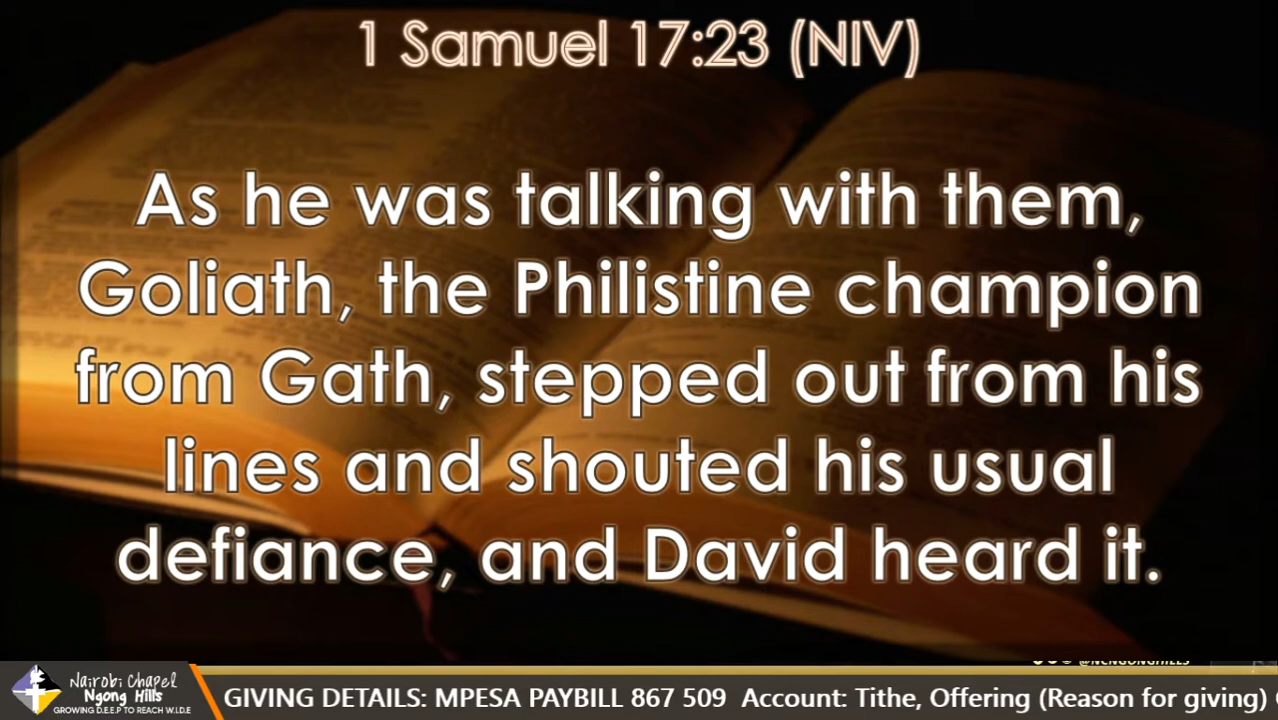 1 Samuel 17:23 (NIV)
As he was talking with them,
Goliath, the Philistine champion
from Gath, stepped out from his
lines and shouted his usual
defiance, and David heard it.
@NCNGONGHILLS
Nairobi Chapel
Ngong Hills
GROWING D.E.E.P TO REACH W.I.D.E
GIVING DETAILS: MPESA PAYBILL 867 509 Account: Tithe, Offering (Reason for giving)